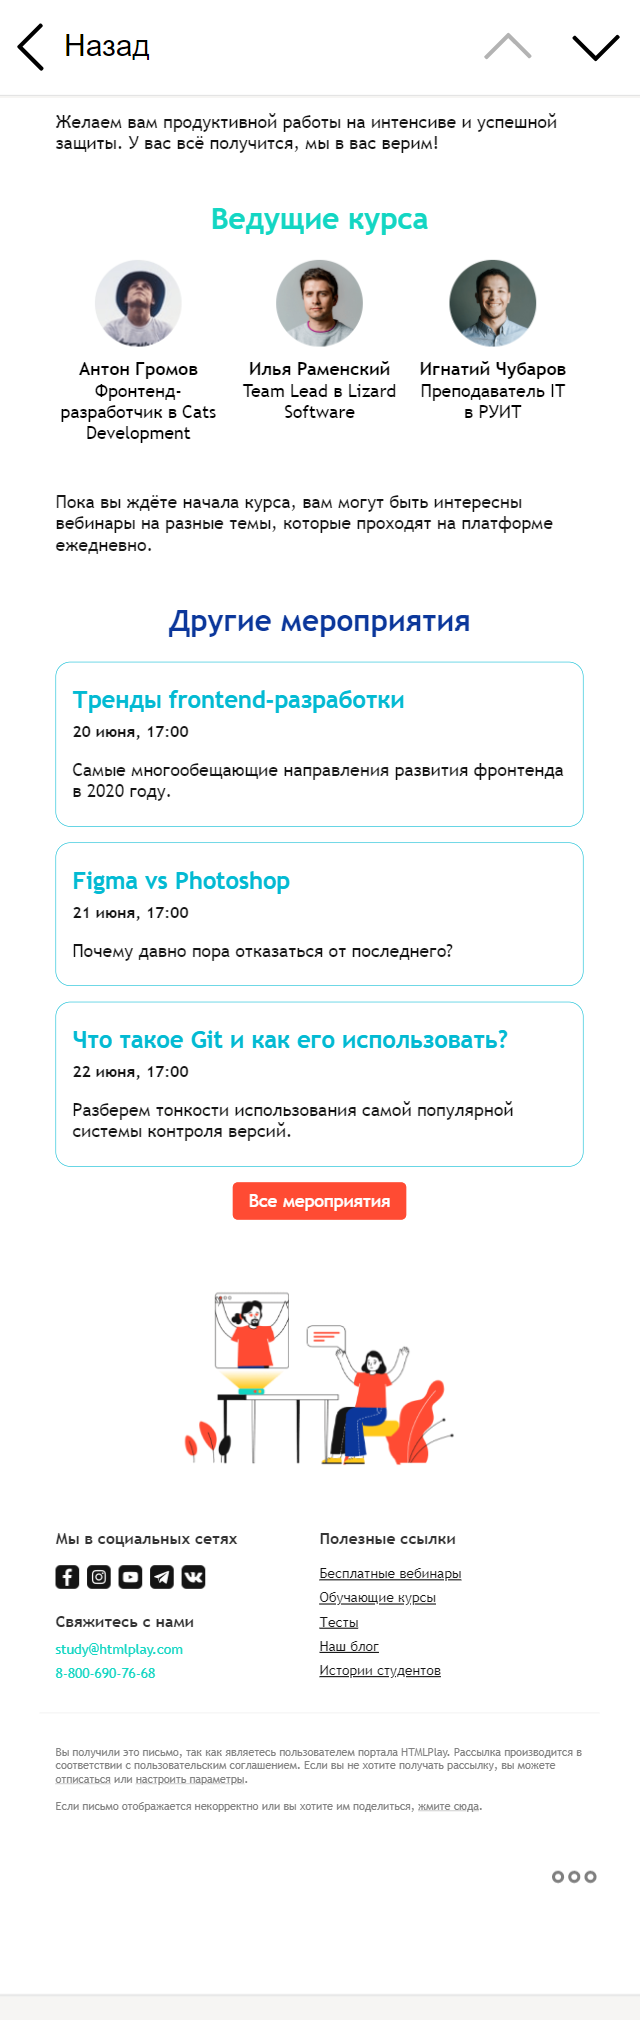 Назад
Желаем вам продуктивной работы на интенсиве и успешной
защиты. У вас всё получится, мы в вас верим!
Ведущие курса
Антон Громов
Фронтенд-
разработчик в Cats
Development
Илья Раменский
Team Lead в Lizard
Software
Игнатий Чубаров
Преподаватель IT
в РУИТ
Пока вы ждёте начала курса, вам могут быть интересны
вебинары на разные темы, которые проходят на платформе
ежедневно.
Другие мероприятия
Тренды frontend-разработки
20 июня, 17:00
Самые многообещающие направления развития фронтенда
в 2020 году.
Figma vs Photoshop
21 июня, 17:00
Почему давно пора отказаться от последнего?
Что такое Git и как его использовать?
22 июня, 17:00
Разберем тонкости использования самой популярной
системы контроля версий.
Все мероприятия
Мы в социальных сетях
Свяжитесь с нами
study@htmlplay.com
8-800-690-76-68
Полезные ссылки
Бесплатные вебинары
Обучающие курсы
Тесты
Наш блог
Истории студентов
Вы получили это письмо, так как являетесь пользователем портала HTMLPlay. Рассылка производится в
соответствии с пользовательским соглашением. Если вы не хотите получать рассылку, вы можете
отписаться или настроить параметры.
Если письмо отображается некорректно или вы хотите им поделиться, жмите сюда.